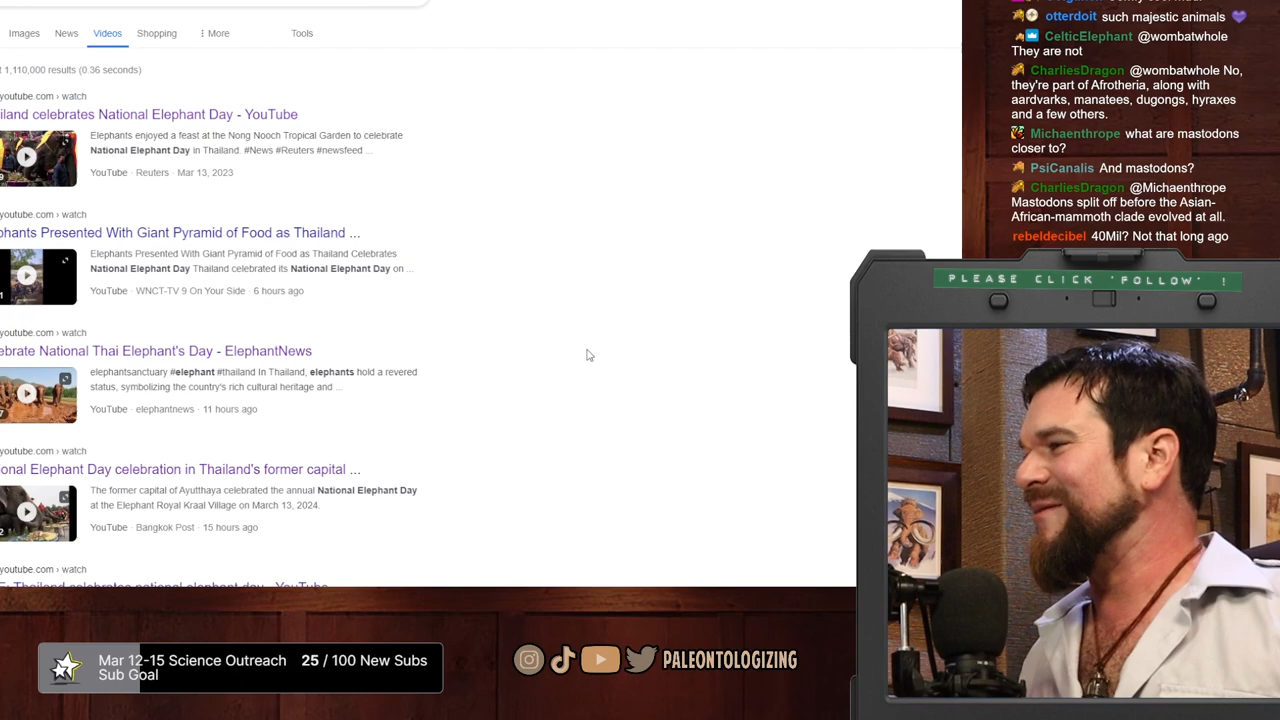 Images News Videos Shopping More Tools
1,110,000 results (0.36 seconds)
youtube.com › watch
celebrates National Elephant Day - YouTube
Elephants enjoyed a feast at the Nong Nooch Tropical Garden to celebrate
National Elephant Day in Thailand. #News #Reuters #newsfeed ...
YouTube · Reuters · Mar 13, 2023
youtube.com › watch
Presented With Giant Pyramid of Food as Thailand ...
Elephants Presented With Giant Pyramid of Food as Thailand Celebrates
National Elephant Day Thailand celebrated its National Elephant Day on ...
YouTube · WNCT-TV 9 On Your Side · 6 hours ago
youtube.com › watch
National Thai Elephant's Day - ElephantNews
elephantsanctuary #elephant #thailand In Thailand, elephants hold a revered
status, symbolizing the country's rich cultural heritage and ...
YouTube · elephantnews · 11 hours ago
youtube.com › watch
Elephant Day celebration in Thailand's former capital ...
The former capital of Ayutthaya celebrated the annual National Elephant Day
at the Elephant Royal Kraal Village on March 13, 2024.
YouTube · Bangkok Post · 15 hours ago
youtube.com › watch
Thailand celebrates national elephant day - YouTube
otterdoit such majestic animals
CelticElephant @wombatwhole
They are not
CharliesDragon @wombatwhole No,
they're part of Afrotheria, along with
aardvarks, manatees, dugongs, hyraxes
and a few others.
Michaenthrope what are mastodons
closer to?
PsiCanalis And mastodons?
CharliesDragon @Michaenthrope
Mastodons split off before the Asian-
African-mammoth clade evolved at all.
rebeldecibel 40Mil? Not that long ago
PLEASE CLICK 'FOLLOW' !
Mar 12-15 Science Outreach 25 / 100 New Subs
Sub Goal
PALEONTOLOGIZING